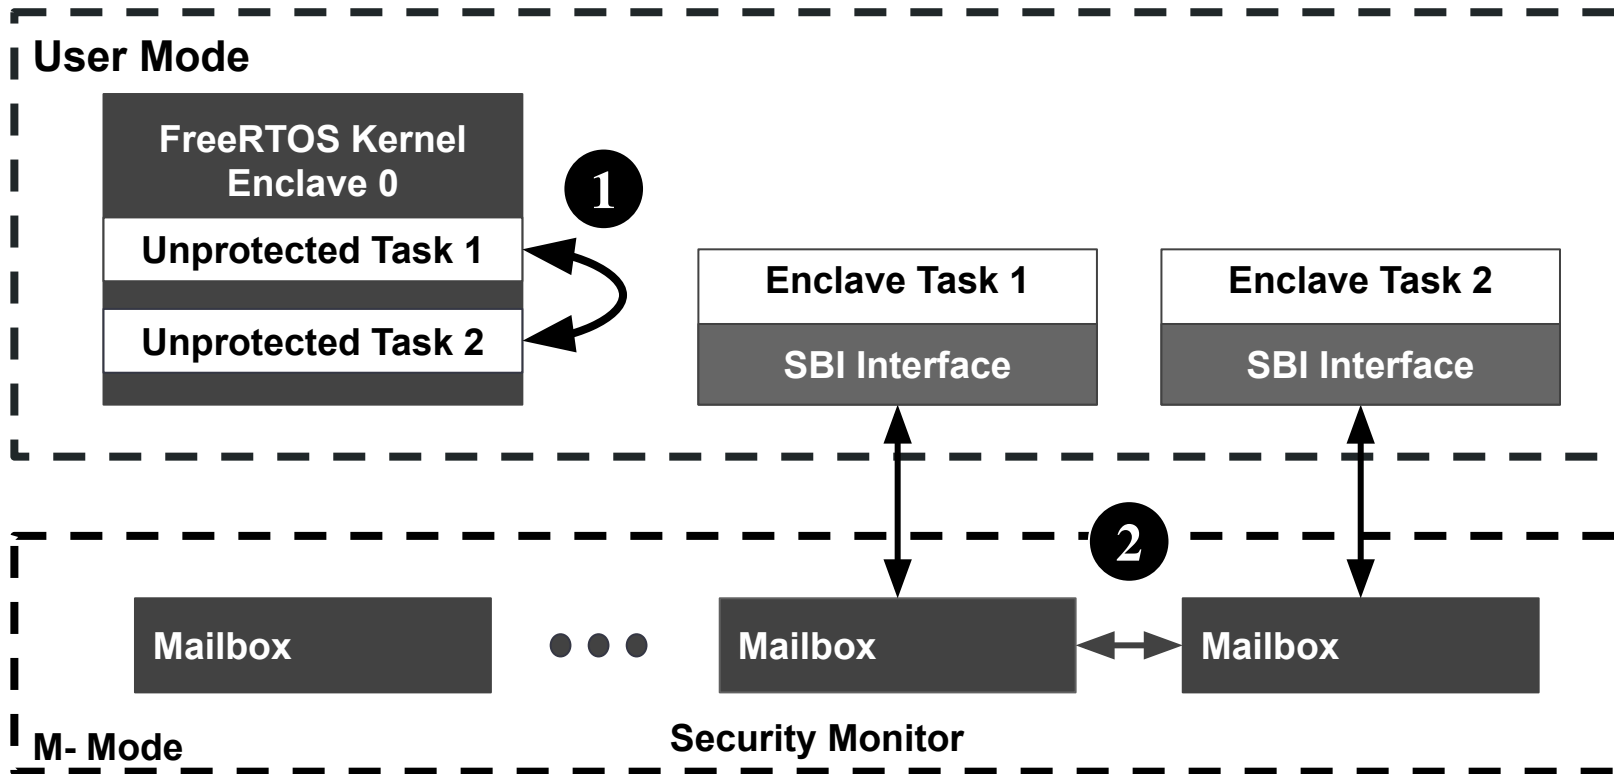 User Mode
FreeRTOS Kernel
Enclave 0
1
Unprotected Task 1
Unprotected Task 2
Enclave Task 1
SBI Interface
Enclave Task 2
SBI Interface
2
Mailbox
Mailbox
Mailbox
M- Mode
Security Monitor